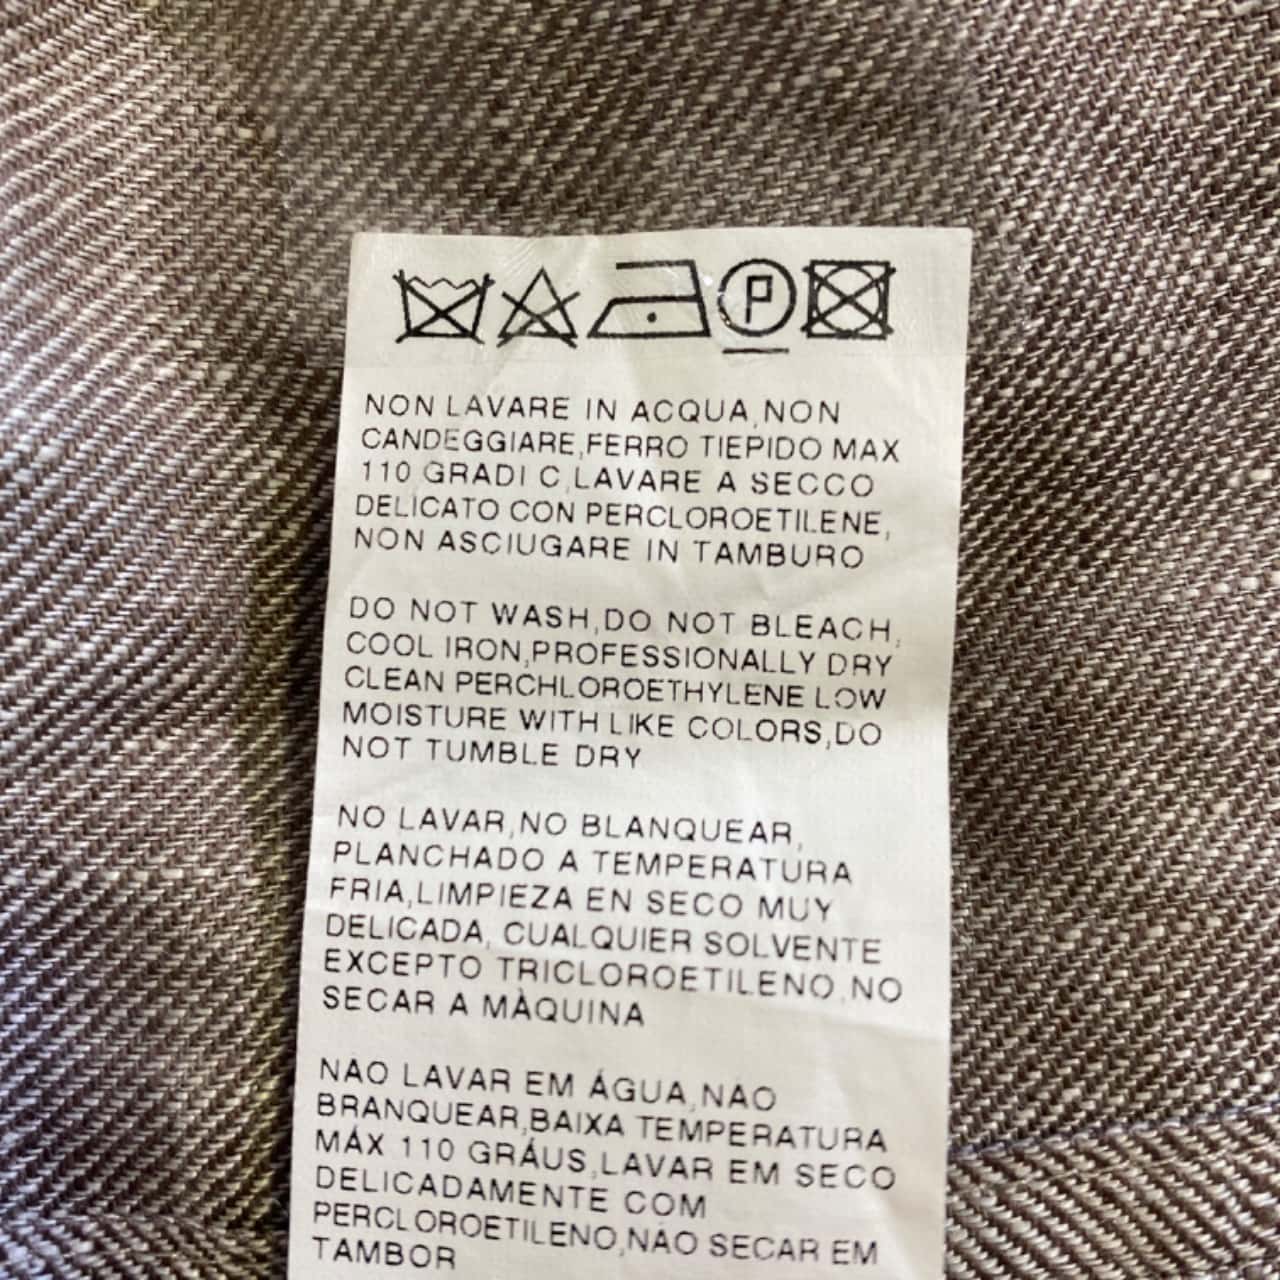 P
NON LAVARE IN ACQUA,NON
CANDEGGIARE,FERRO TIEPIDO MAX
110 GRADI C,LAVARE A SECCO
DELICATO CON PERCLOROETILENE,
NON ASCIUGARE IN TAMBURO
DO NOT WASH,DO NOT BLEACH,
COOL IRON,PROFESSIONALLY DRY
CLEAN PERCHLOROETHYLENE LOW
MOISTURE WITH LIKE COLORS,DO
NOT TUMBLE DRY
NO LAVAR,NO BLANQUEAR,
PLANCHADO A TEMPERATURA
FRIA,LIMPIEZA EN SECO MUY
DELICADA, CUALQUIER SOLVENTE
EXCEPTO TRICLOROETILENO,NO
SECAR A MÀQUINA
NÃO LAVAR EM ÁGUA,NÃO
BRANQUEAR,BAIXA TEMPERATURA
MÁX 110 GRÁUS,LAVAR EM SECO
DELICADAMENTE COM
PERCLOROETILENO,NÃO SECAR EM
TAMBOR